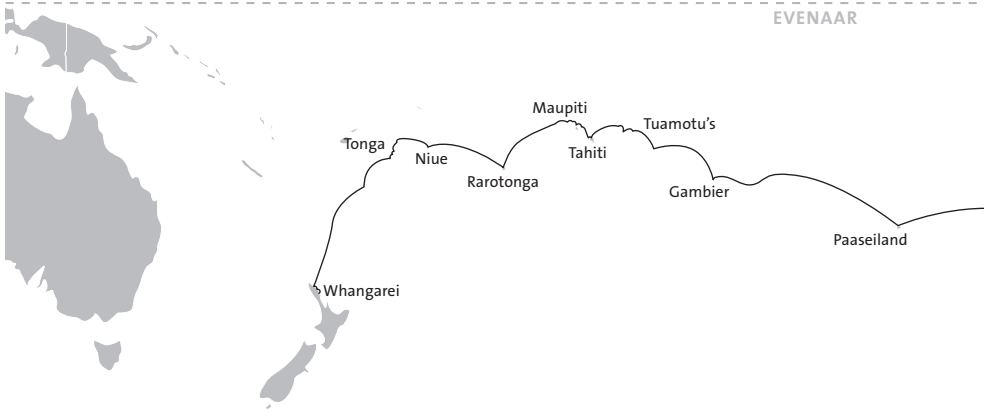 EVENAAR
Maupiti
Tuamotu's
Tonga
Niue
Tahiti
Rarotonga
Gambier
Paaseiland
Whangarei